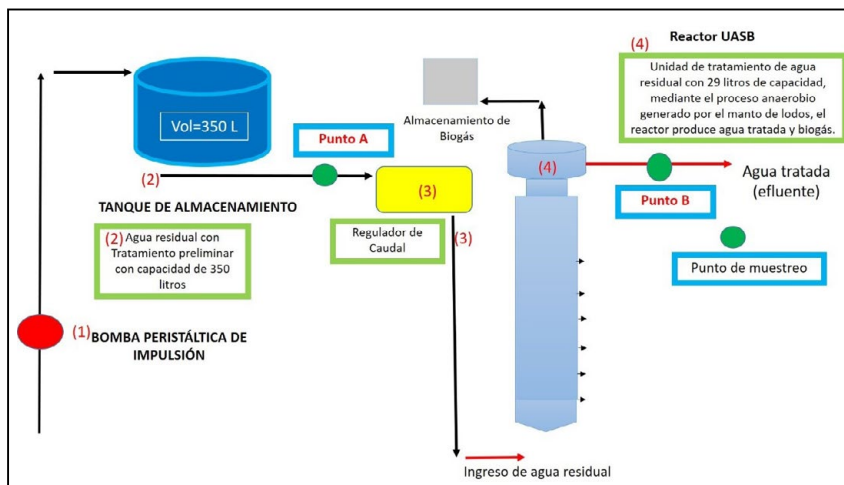 Vol=350 L
Punto A
(2)
TANQUE DE ALMACENAMIENTO
(2) Agua residual con
Tratamiento preliminar
con capacidad de 350
litros
(1) BOMBA PERISTÁLTICA DE
IMPULSIÓN
(3)
Regulador de
Caudal
(3)
Almacenamiento de
Biogás
(4)
(4)
Reactor UASB
Unidad de tratamiento de agua
residual con 29 litros de capacidad,
mediante el proceso anaerobio
generado por el manto de lodos, el
reactor produce agua tratada y biogás.
Punto B
Agua tratada
(efluente)
Punto de muestreo
Ingreso de agua residual